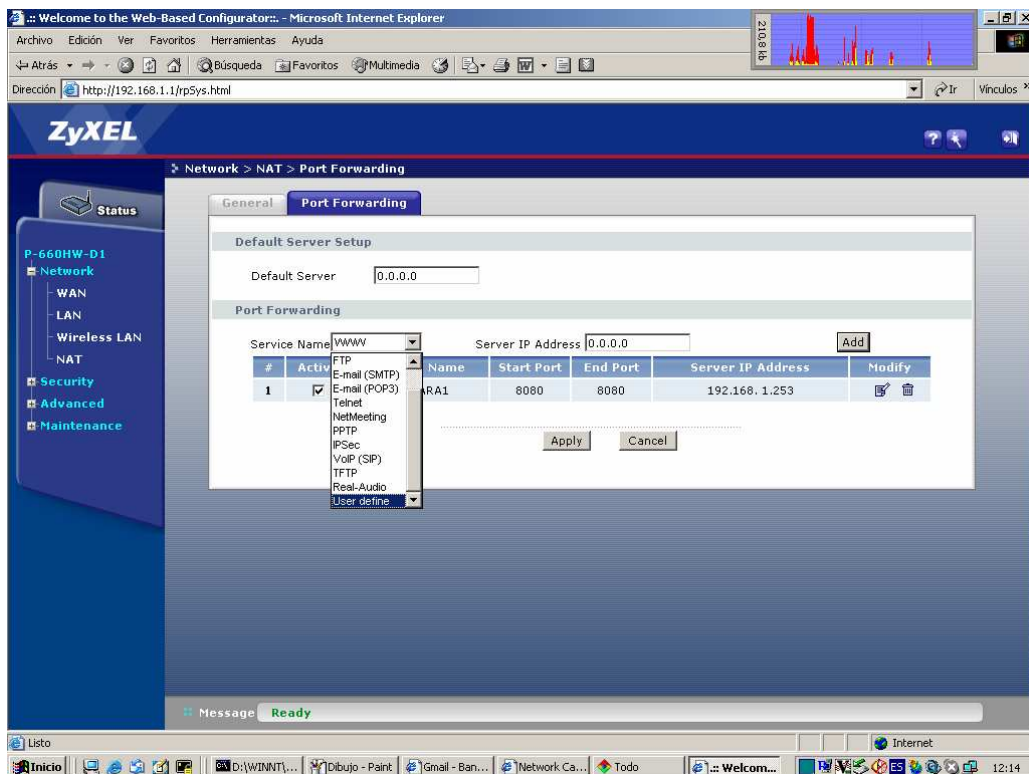 .:: Welcome to the Web-Based Configurator::. - Microsoft Internet Explorer
210.8 kb
Archivo Edición Ver Favoritos Herramientas Ayuda
Atrás Búsqueda Favoritos Multimedia
Dirección http://192.168.1.1/rpSys.html Ir Vínculos »
ZyXEL
Network > NAT > Port Forwarding
Status
General Port Forwarding
P-660HW-D1
Network
WAN
LAN
Wireless LAN
NAT
Security
Advanced
Maintenance
Default Server Setup
Default Server 0.0.0.0
Port Forwarding
Service Name WWW Server IP Address 0.0.0.0 Add
# Activ Name Start Port End Port Server IP Address Modify
1 ARA1 8080 8080 192.168. 1.253
FTP
E-mail (SMTP)
E-mail (POP3)
Telnet
NetMeeting
PPTP
IPSec
VoIP (SIP)
TFTP
Real-Audio
User define
Apply Cancel
Message Ready
Listo Internet
Inicio D:\WINNT\... Dibujo - Paint Gmail - Ban... Network Ca... Todo .:: Welcom... ES 12:14